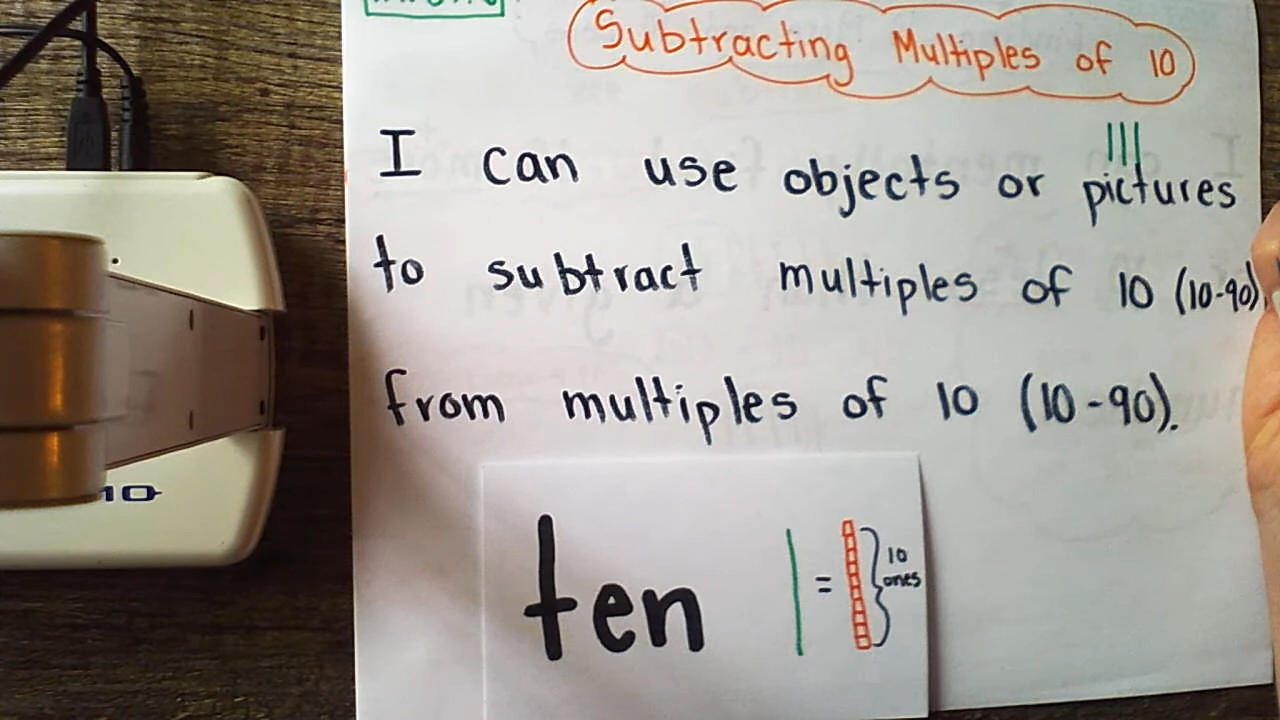 Subtracting Multiples of 10
I can use objects or pictures
to subtract multiples of 10 (10-90)
from multiples of 10 (10-90).
ten | = 10
ones